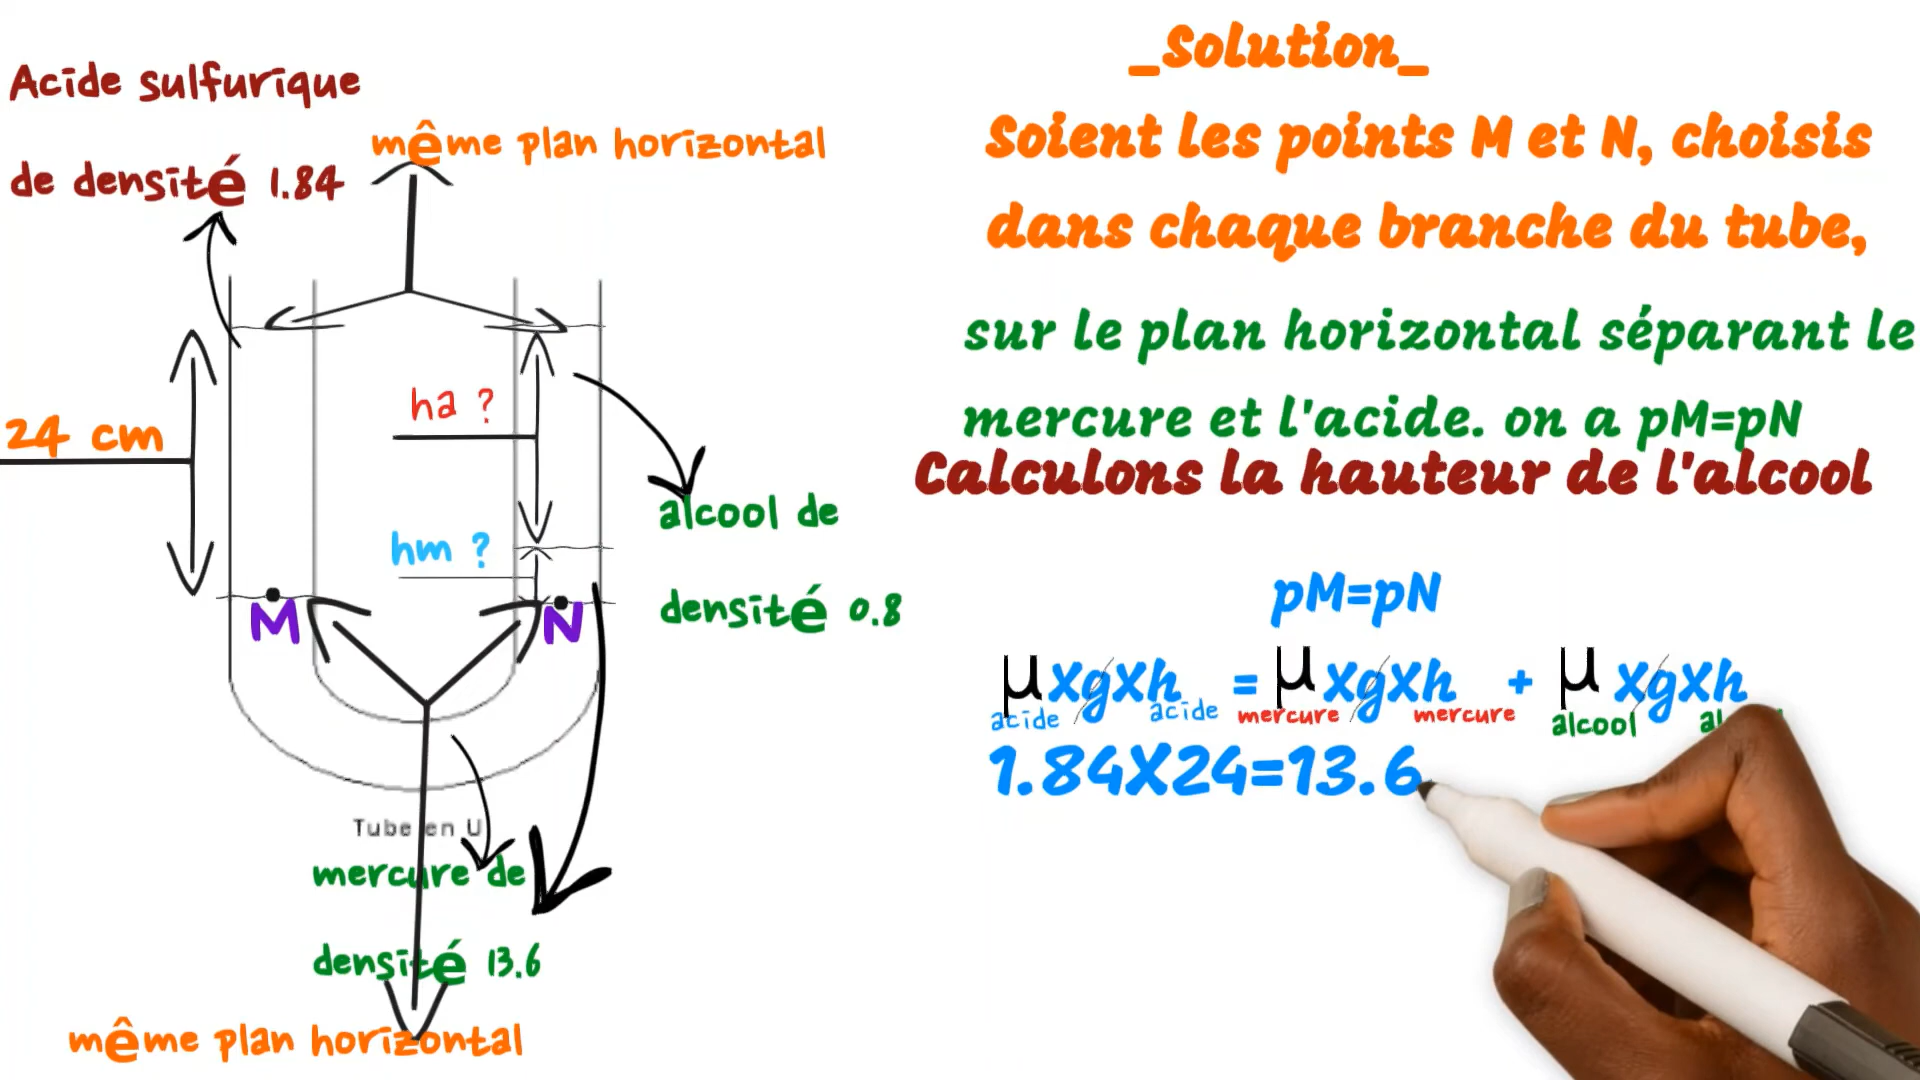 _Solution_
Acide sulfurique
de densité 1.84
même plan horizontal
24 cm
ha ?
hm ?
M
N
alcool de
densité 0.8
Tube en U
mercure de
densité 13.6
même plan horizontal
Soient les points M et N, choisis
dans chaque branche du tube,
sur le plan horizontal séparant le
mercure et l'acide. on a pM=pN
Calculons la hauteur de l'alcool
pM=pN
µxgxh = µxgxh + µxgxh
acide acide mercure mercure alcool
1.84X24=13.6